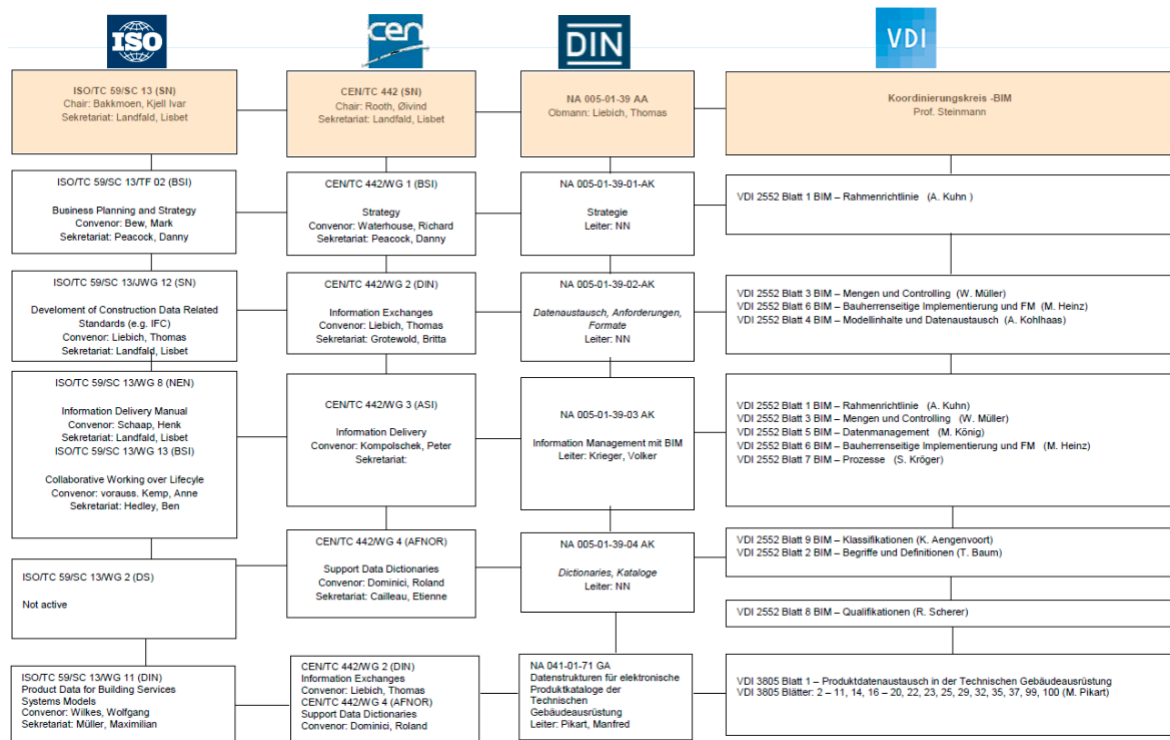 ISO
cen
DIN
VDI
ISO/TC 59/SC 13 (SN)
Chair: Bakkmoen, Kjell Ivar
Sekretariat: Landfald, Lisbet
CEN/TC 442 (SN)
Chair: Rooth, Øivind
Sekretariat: Landfald, Lisbet
NA 005-01-39 AA
Obmann: Liebich, Thomas
Koordinierungskreis -BIM
Prof. Steinmann
ISO/TC 59/SC 13/TF 02 (BSI)
Business Planning and Strategy
Convenor: Bew, Mark
Sekretariat: Peacock, Danny
CEN/TC 442/WG 1 (BSI)
Strategy
Convenor: Waterhouse, Richard
Sekretariat: Peacock, Danny
NA 005-01-39-01-AK
Strategie
Leiter: NN
VDI 2552 Blatt 1 BIM – Rahmenrichtlinie (A. Kuhn )
ISO/TC 59/SC 13/JWG 12 (SN)
Develoment of Construction Data Related
Standards (e.g. IFC)
Convenor: Liebich, Thomas
Sekretariat: Landfald, Lisbet
CEN/TC 442/WG 2 (DIN)
Information Exchanges
Convenor: Liebich, Thomas
Sekretariat: Grotewold, Britta
NA 005-01-39-02-AK
Datenaustausch, Anforderungen,
Formate
Leiter: NN
VDI 2552 Blatt 3 BIM – Mengen und Controlling (W. Müller)
VDI 2552 Blatt 6 BIM – Bauherrenseitige Implementierung und FM (M. Heinz)
VDI 2552 Blatt 4 BIM – Modellinhalte und Datenaustausch (A. Kohlhaas)
ISO/TC 59/SC 13/WG 8 (NEN)
Information Delivery Manual
Convenor: Schaap, Henk
Sekretariat: Landfald, Lisbet
ISO/TC 59/SC 13/WG 13 (BSI)
Collaborative Working over Lifecyle
Convenor: vorauss. Kemp, Anne
Sekretariat: Hedley, Ben
CEN/TC 442/WG 3 (ASI)
Information Delivery
Convenor: Kompolschek, Peter
Sekretariat:
NA 005-01-39-03 AK
Information Management mit BIM
Leiter: Krieger, Volker
VDI 2552 Blatt 1 BIM – Rahmenrichtlinie (A. Kuhn)
VDI 2552 Blatt 3 BIM – Mengen und Controlling (W. Müller)
VDI 2552 Blatt 5 BIM – Datenmanagement (M. König)
VDI 2552 Blatt 6 BIM – Bauherrenseitige Implementierung und FM (M. Heinz)
VDI 2552 Blatt 7 BIM – Prozesse (S. Kröger)
ISO/TC 59/SC 13/WG 2 (DS)
Not active
CEN/TC 442/WG 4 (AFNOR)
Support Data Dictionaries
Convenor: Dominici, Roland
Sekretariat: Cailleau, Etienne
NA 005-01-39-04 AK
Dictionaries, Kataloge
Leiter: NN
VDI 2552 Blatt 9 BIM – Klassifikationen (K. Aengenvoort)
VDI 2552 Blatt 2 BIM – Begriffe und Definitionen (T. Baum)
VDI 2552 Blatt 8 BIM – Qualifikationen (R. Scherer)
ISO/TC 59/SC 13/WG 11 (DIN)
Product Data for Building Services
Systems Models
Convenor: Wilkes, Wolfgang
Sekretariat: Müller, Maximilian
CEN/TC 442/WG 2 (DIN)
Information Exchanges
Convenor: Liebich, Thomas
CEN/TC 442/WG 4 (AFNOR)
Support Data Dictionaries
Convenor: Dominici, Roland
NA 041-01-71 GA
Datenstrukturen für elektronische
Produktkataloge der
Technischen
Gebäudeausrüstung
Leiter: Pikart, Manfred
VDI 3805 Blatt 1 – Produktdatenaustausch in der Technischen Gebäudeausrüstung
VDI 3805 Blätter: 2 – 11, 14, 16 – 20, 22, 23, 25, 29, 32, 35, 37, 99, 100 (M. Pikart)